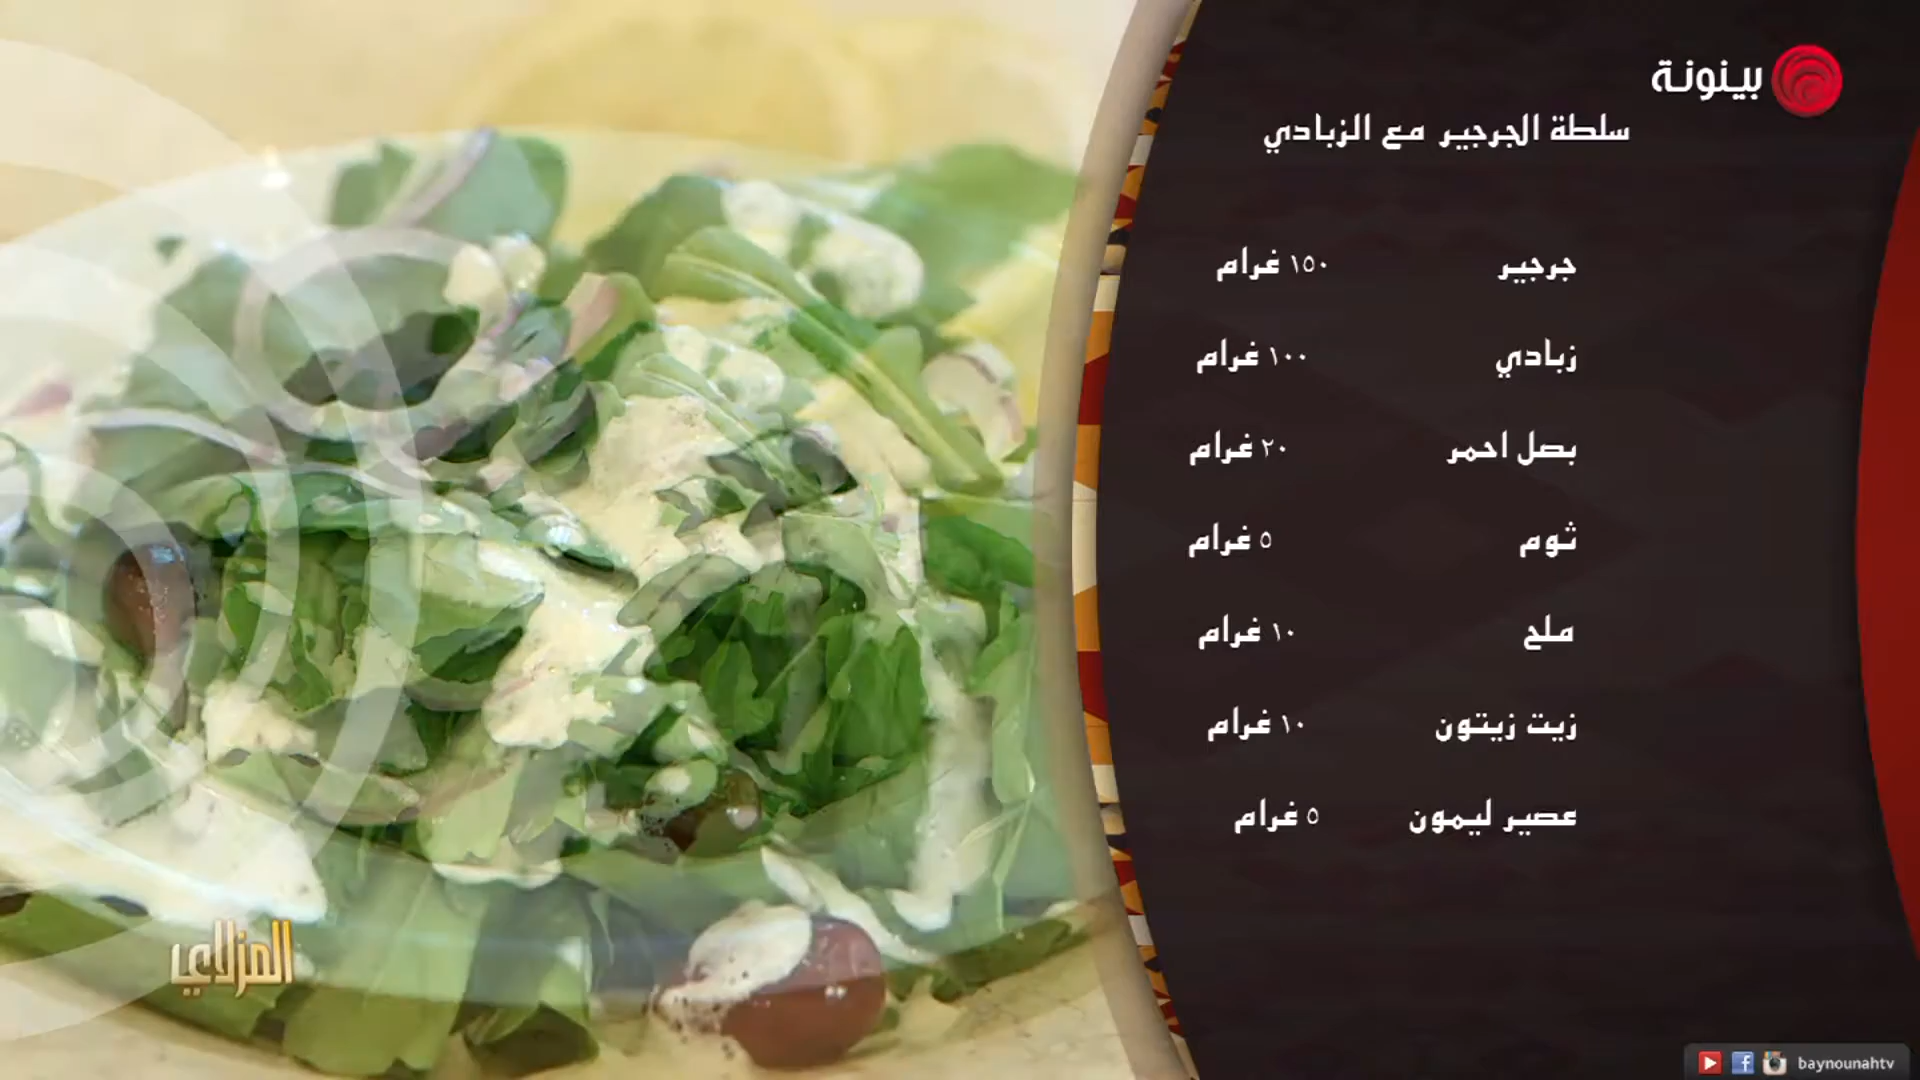 بينونة
سلطة الجرجير مع الزبادي
جرجير ١٥٠ غرام
زبادي ١٠٠ غرام
بصل احمر ٢٠ غرام
ثوم ٥ غرام
ملح ١٠ غرام
زيت زيتون ١٠ غرام
عصير ليمون ٥ غرام
baynounahtv